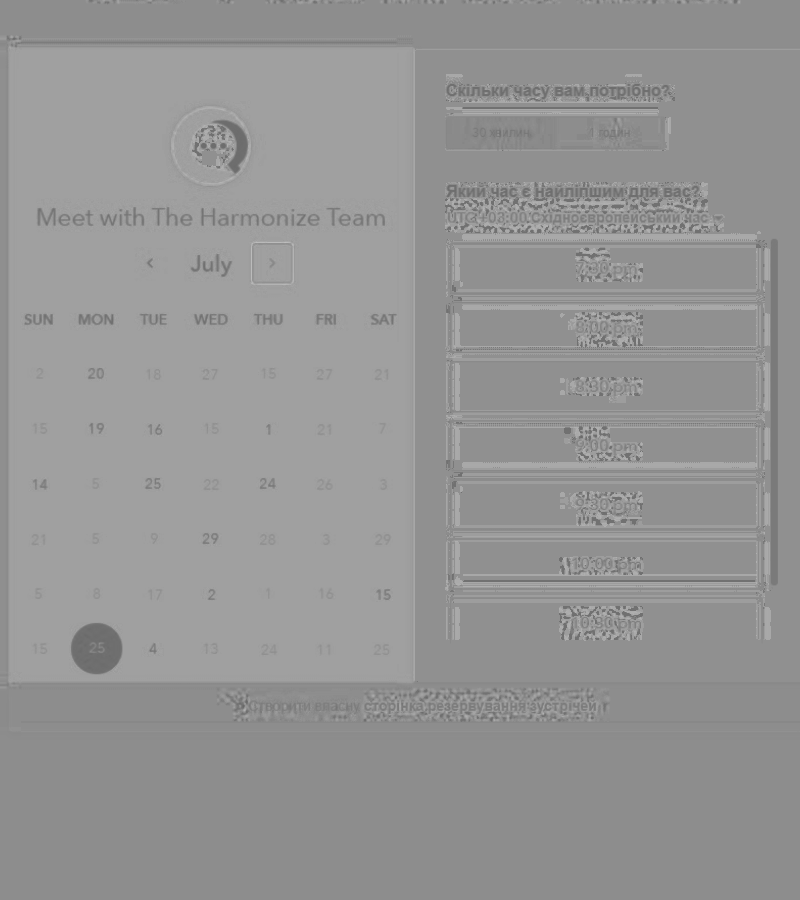 Meet with The Harmonize Team
July
SUN MON TUE WED THU FRI SAT
2 20 18 27 15 27 21
15 19 16 15 1 21 7
14 5 25 22 24 26 3
21 5 9 29 28 3 29
5 8 17 2 1 16 15
15 25 4 13 24 11 25
Скільки часу вам потрібно?
30 хвилин 1 годин
Який час є найліпшим для вас?
UTC+03:00 Східноєвропейський час
7:30 pm
8:00 pm
8:30 pm
9:00 pm
9:30 pm
10:00 pm
10:30 pm
Створити власну сторінка резервування зустрічей